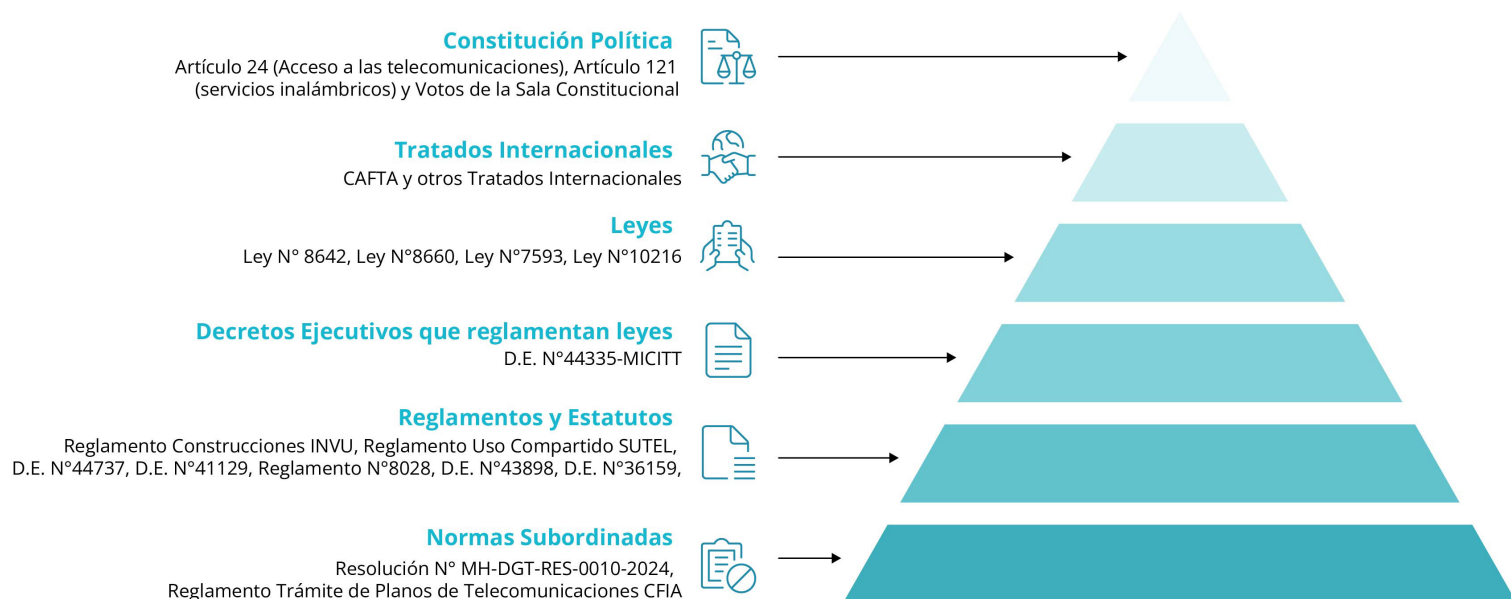 Constitución Política
Artículo 24 (Acceso a las telecomunicaciones), Artículo 121
(servicios inalámbricos) y Votos de la Sala Constitucional
Tratados Internacionales
CAFTA y otros Tratados Internacionales
Leyes
Ley N° 8642, Ley N°8660, Ley N°7593, Ley N°10216
Decretos Ejecutivos que reglamentan leyes
D.E. N°44335-MICITT
Reglamentos y Estatutos
Reglamento Construcciones INVU, Reglamento Uso Compartido SUTEL,
D.E. N°44737, D.E. N°41129, Reglamento N°8028, D.E. N°43898, D.E. N°36159,
Normas Subordinadas
Resolución N° MH-DGT-RES-0010-2024,
Reglamento Trámite de Planos de Telecomunicaciones CFIA